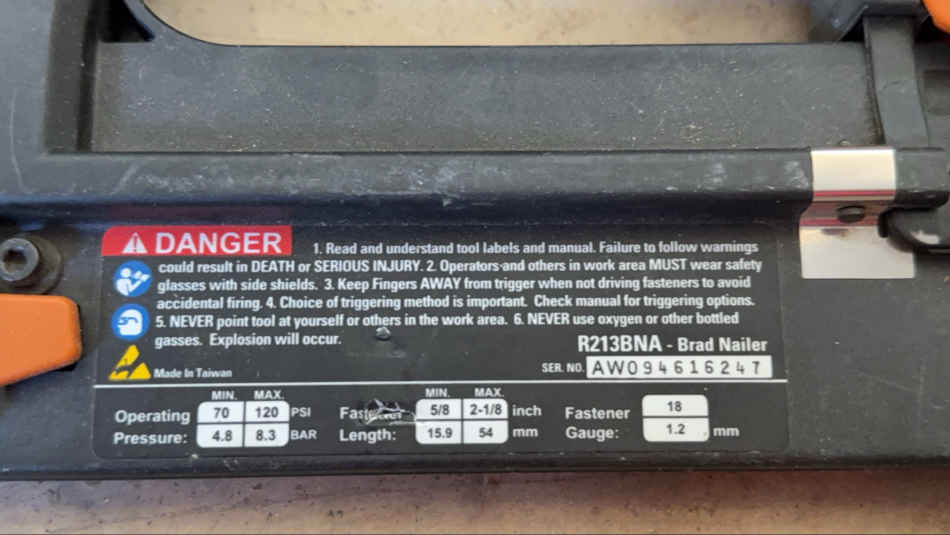 DANGER 1. Read and understand tool labels and manual. Failure to follow warnings
could result in DEATH or SERIOUS INJURY. 2. Operators and others in work area MUST wear safety
glasses with side shields. 3. Keep Fingers AWAY from trigger when not driving fasteners to avoid
accidental firing. 4. Choice of triggering method is important. Check manual for triggering options.
5. NEVER point tool at yourself or others in the work area. 6. NEVER use oxygen or other bottled
gasses. Explosion will occur.
R213BNA - Brad Nailer
Made In Taiwan
SER. NO. AW094616247
MIN. MAX. MIN. MAX.
Operating 70 120 PSI Fastener 5/8 2-1/8 inch Fastener 18
Pressure: 4.8 8.3 BAR Length: 15.9 54 mm Gauge: 1.2 mm